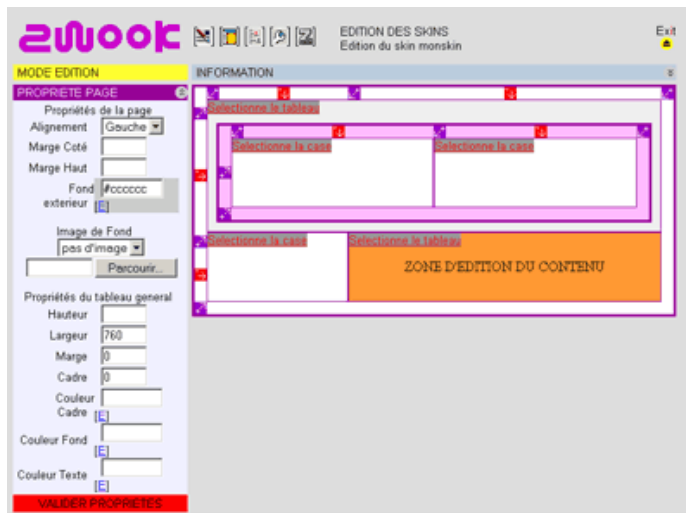 zwook
EDITION DES SKINS
Edition du skin monskin
Exit
MODE EDITION
INFORMATION
PROPRIETE PAGE
Propriétés de la page
Alignement Gauche
Marge Coté
Marge Haut
Fond exterieur #cccccc
[E]
Image de Fond
pas d'image
Parcourir...
Propriétés du tableau general
Hauteur
Largeur 760
Marge 0
Cadre 0
Couleur
Cadre [E]
Couleur Fond
[E]
Couleur Texte
[E]
VALIDER PROPRIETES
Selectionne le tableau
Selectionne la case Selectionne la case
Selectionne la case Selectionne le tableau
ZONE D'EDITION DU CONTENU